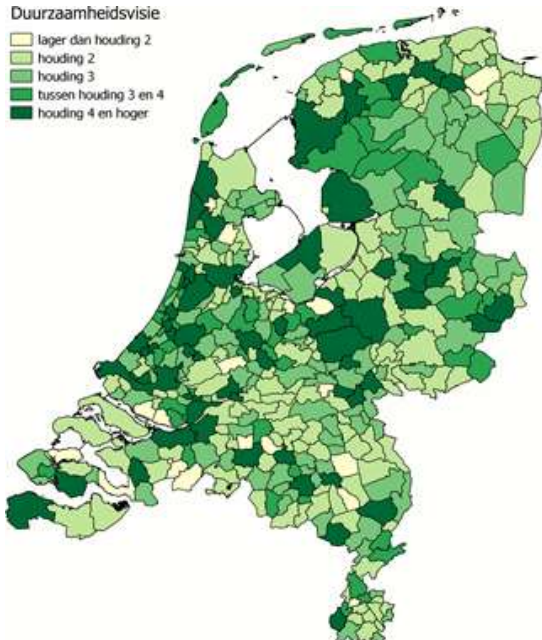 Duurzaamheidsvisie
lager dan houding 2
houding 2
houding 3
tussen houding 3 en 4
houding 4 en hoger